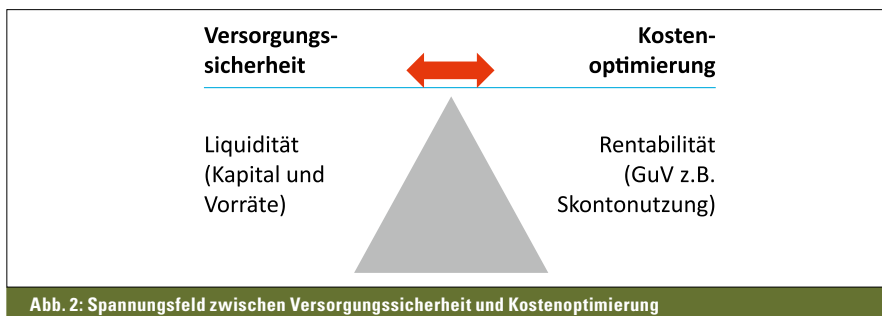 Versorgungs-
sicherheit
Kosten-
optimierung
Liquidität
(Kapital und
Vorräte)
Rentabilität
(GuV z.B.
Skontonutzung)
Abb. 2: Spannungsfeld zwischen Versorgungssicherheit und Kostenoptimierung